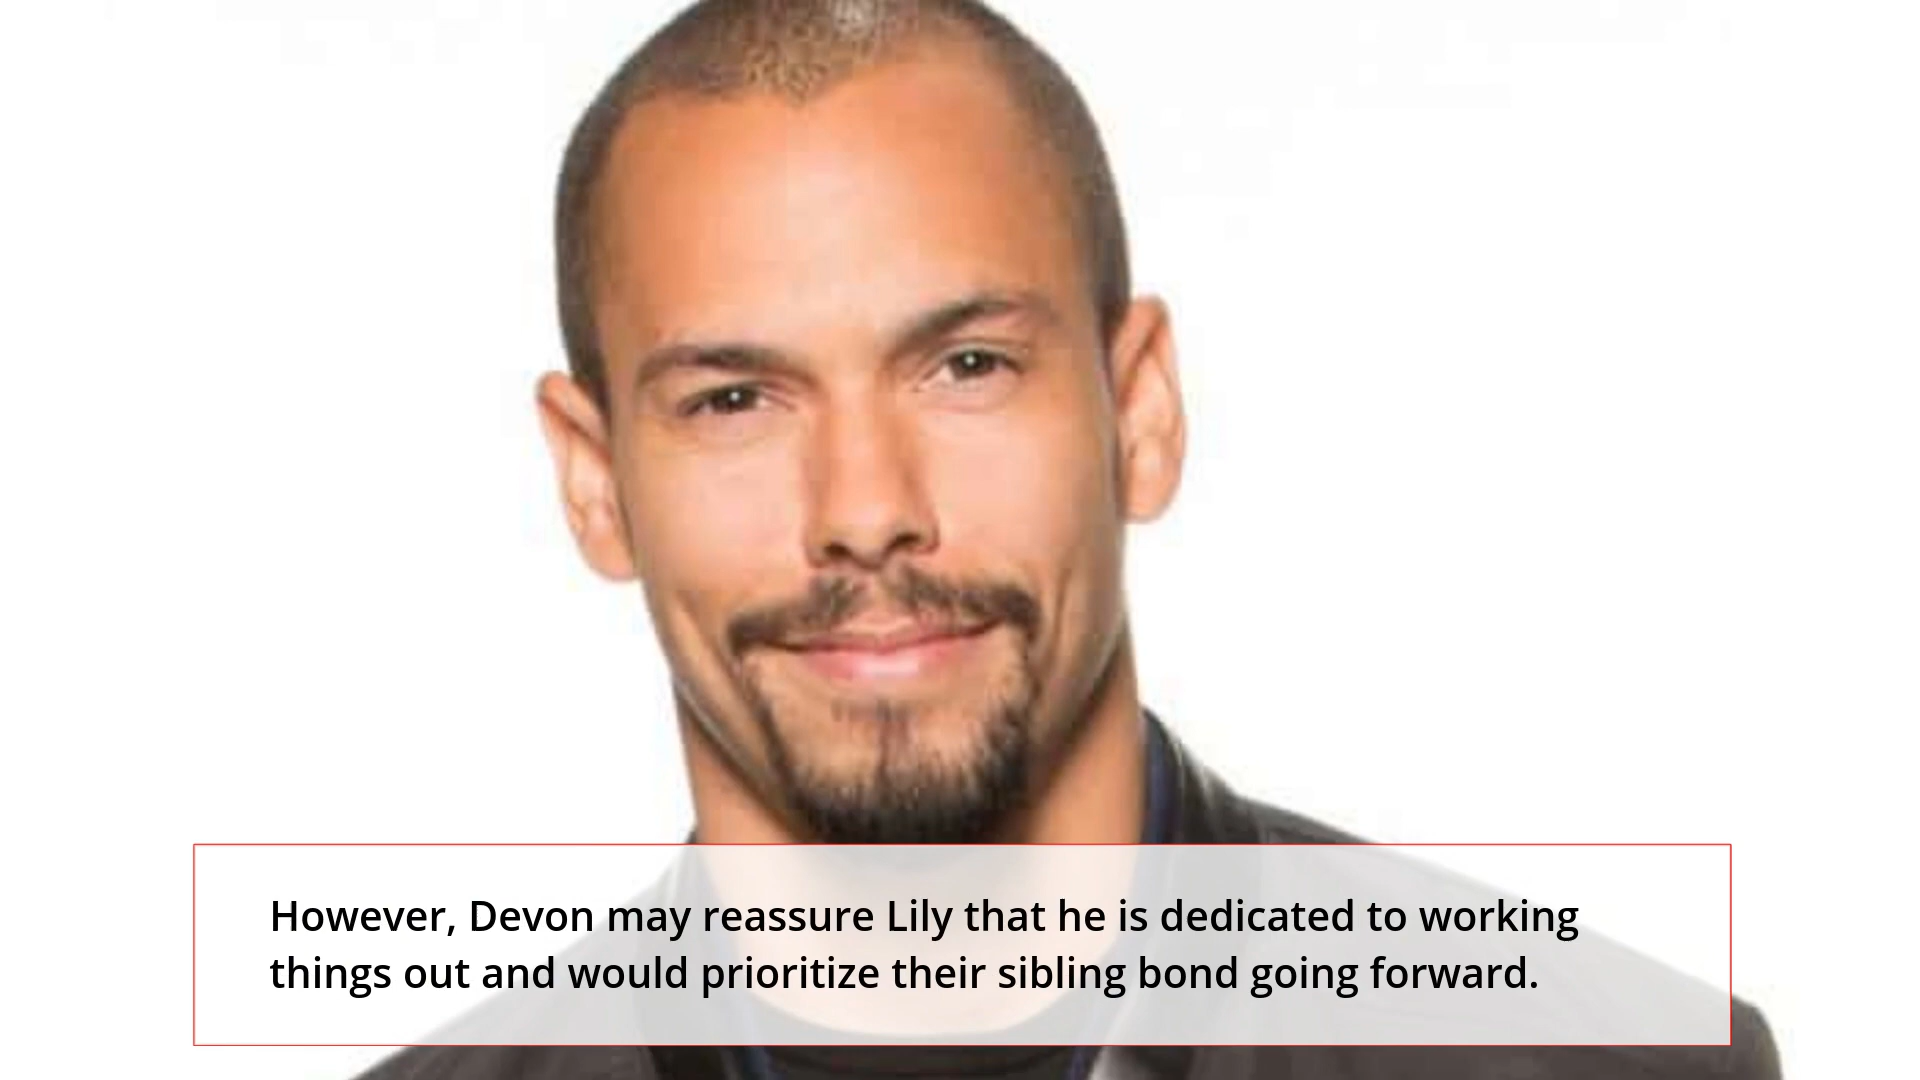 However, Devon may reassure Lily that he is dedicated to working
things out and would prioritize their sibling bond going forward.